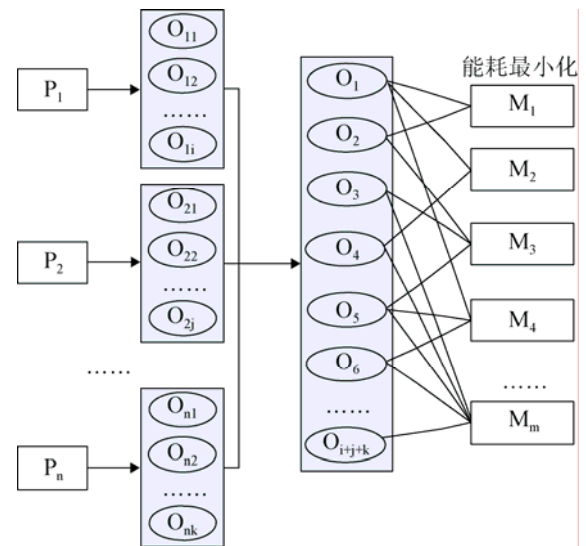 P₁
O₁₁
O₁₂
……
O₁ᵢ
P₂
O₂₁
O₂₂
……
O₂ⱼ
……
Pₙ
Oₙ₁
Oₙ₂
……
Oₙₖ
O₁
O₂
O₃
O₄
O₅
O₆
……
Oᵢ₊ⱼ₊ₖ
能耗最小化
M₁
M₂
M₃
M₄
……
Mₘ